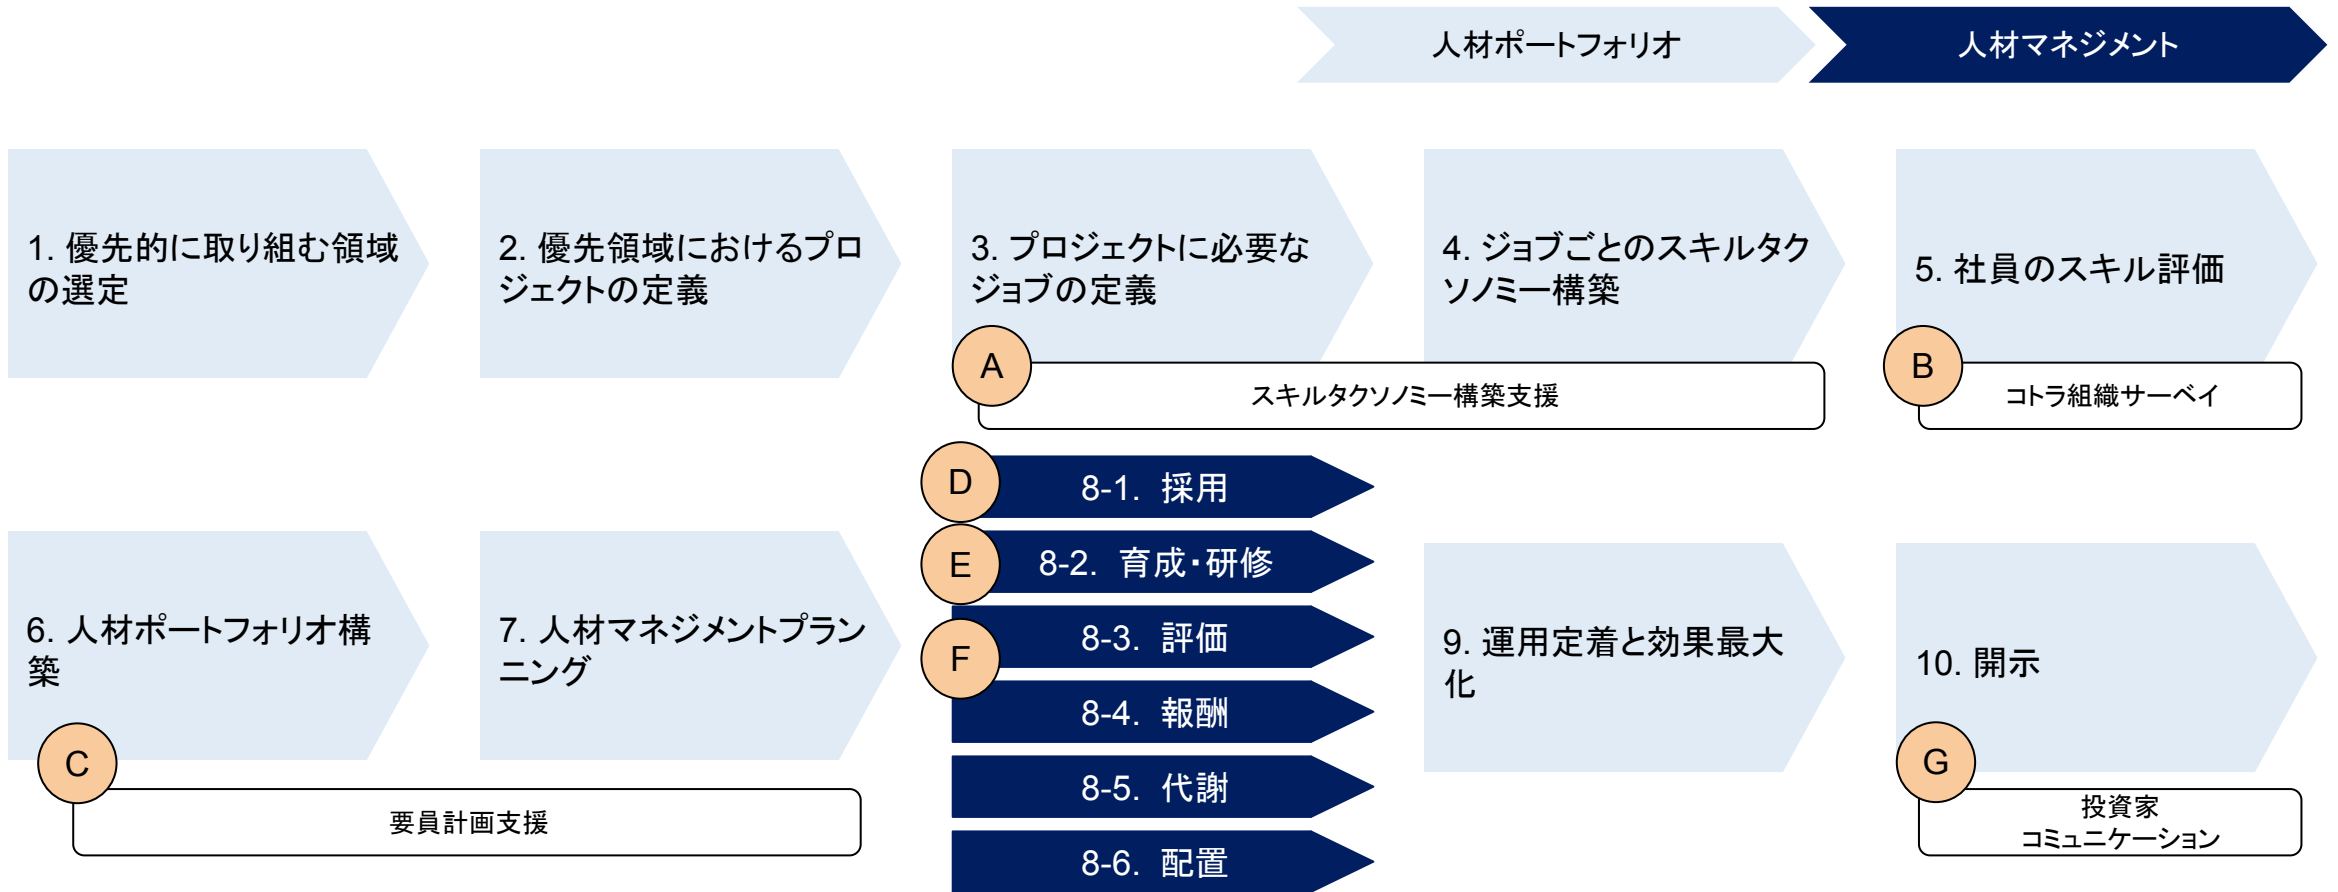 人材ポートフォリオ
人材マネジメント
1. 優先的に取り組む領域
の選定
2. 優先領域におけるプロ
ジェクトの定義
3. プロジェクトに必要な
ジョブの定義
4. ジョブごとのスキルタク
ソノミー構築
5. 社員のスキル評価
A
スキルタクソノミー構築支援
B
コトラ組織サーベイ
6. 人材ポートフォリオ構
築
7. 人材マネジメントプラン
ニング
C
要員計画支援
D
8-1. 採用
E
8-2. 育成・研修
F
8-3. 評価
8-4. 報酬
8-5. 代謝
8-6. 配置
9. 運用定着と効果最大
化
10. 開示
G
投資家
コミュニケーション